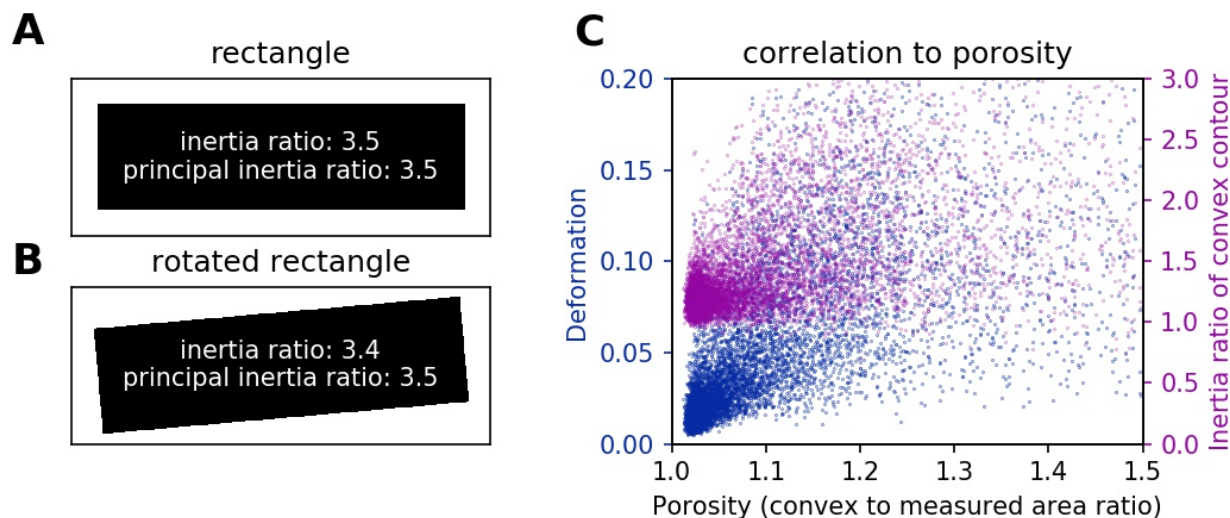 A
rectangle
inertia ratio: 3.5
principal inertia ratio: 3.5
B
rotated rectangle
inertia ratio: 3.4
principal inertia ratio: 3.5
C
correlation to porosity
Deformation
0.20
0.15
0.10
0.05
0.00
1.0 1.1 1.2 1.3 1.4 1.5
Porosity (convex to measured area ratio)
3.0
2.5
2.0
1.5
1.0
0.5
0.0
Inertia ratio of convex contour